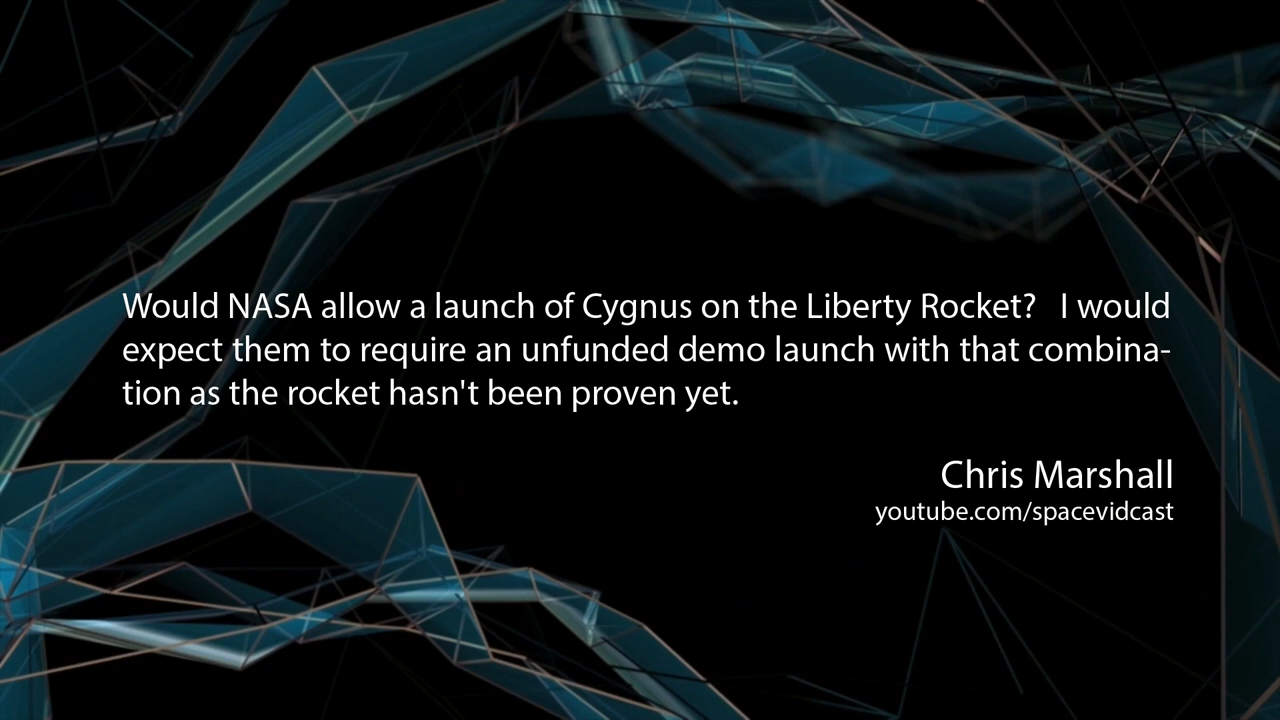 Would NASA allow a launch of Cygnus on the Liberty Rocket?   I would
expect them to require an unfunded demo launch with that combina-
tion as the rocket hasn't been proven yet.
Chris Marshall
youtube.com/spacevidcast